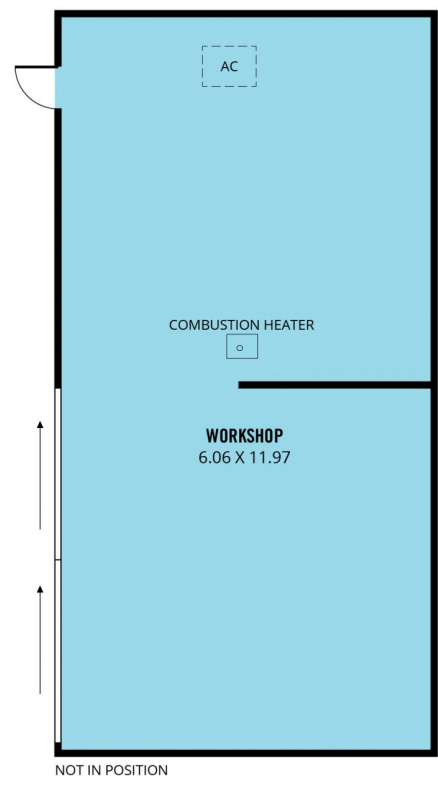 AC
COMBUSTION HEATER
WORKSHOP
6.06 X 11.97
NOT IN POSITION